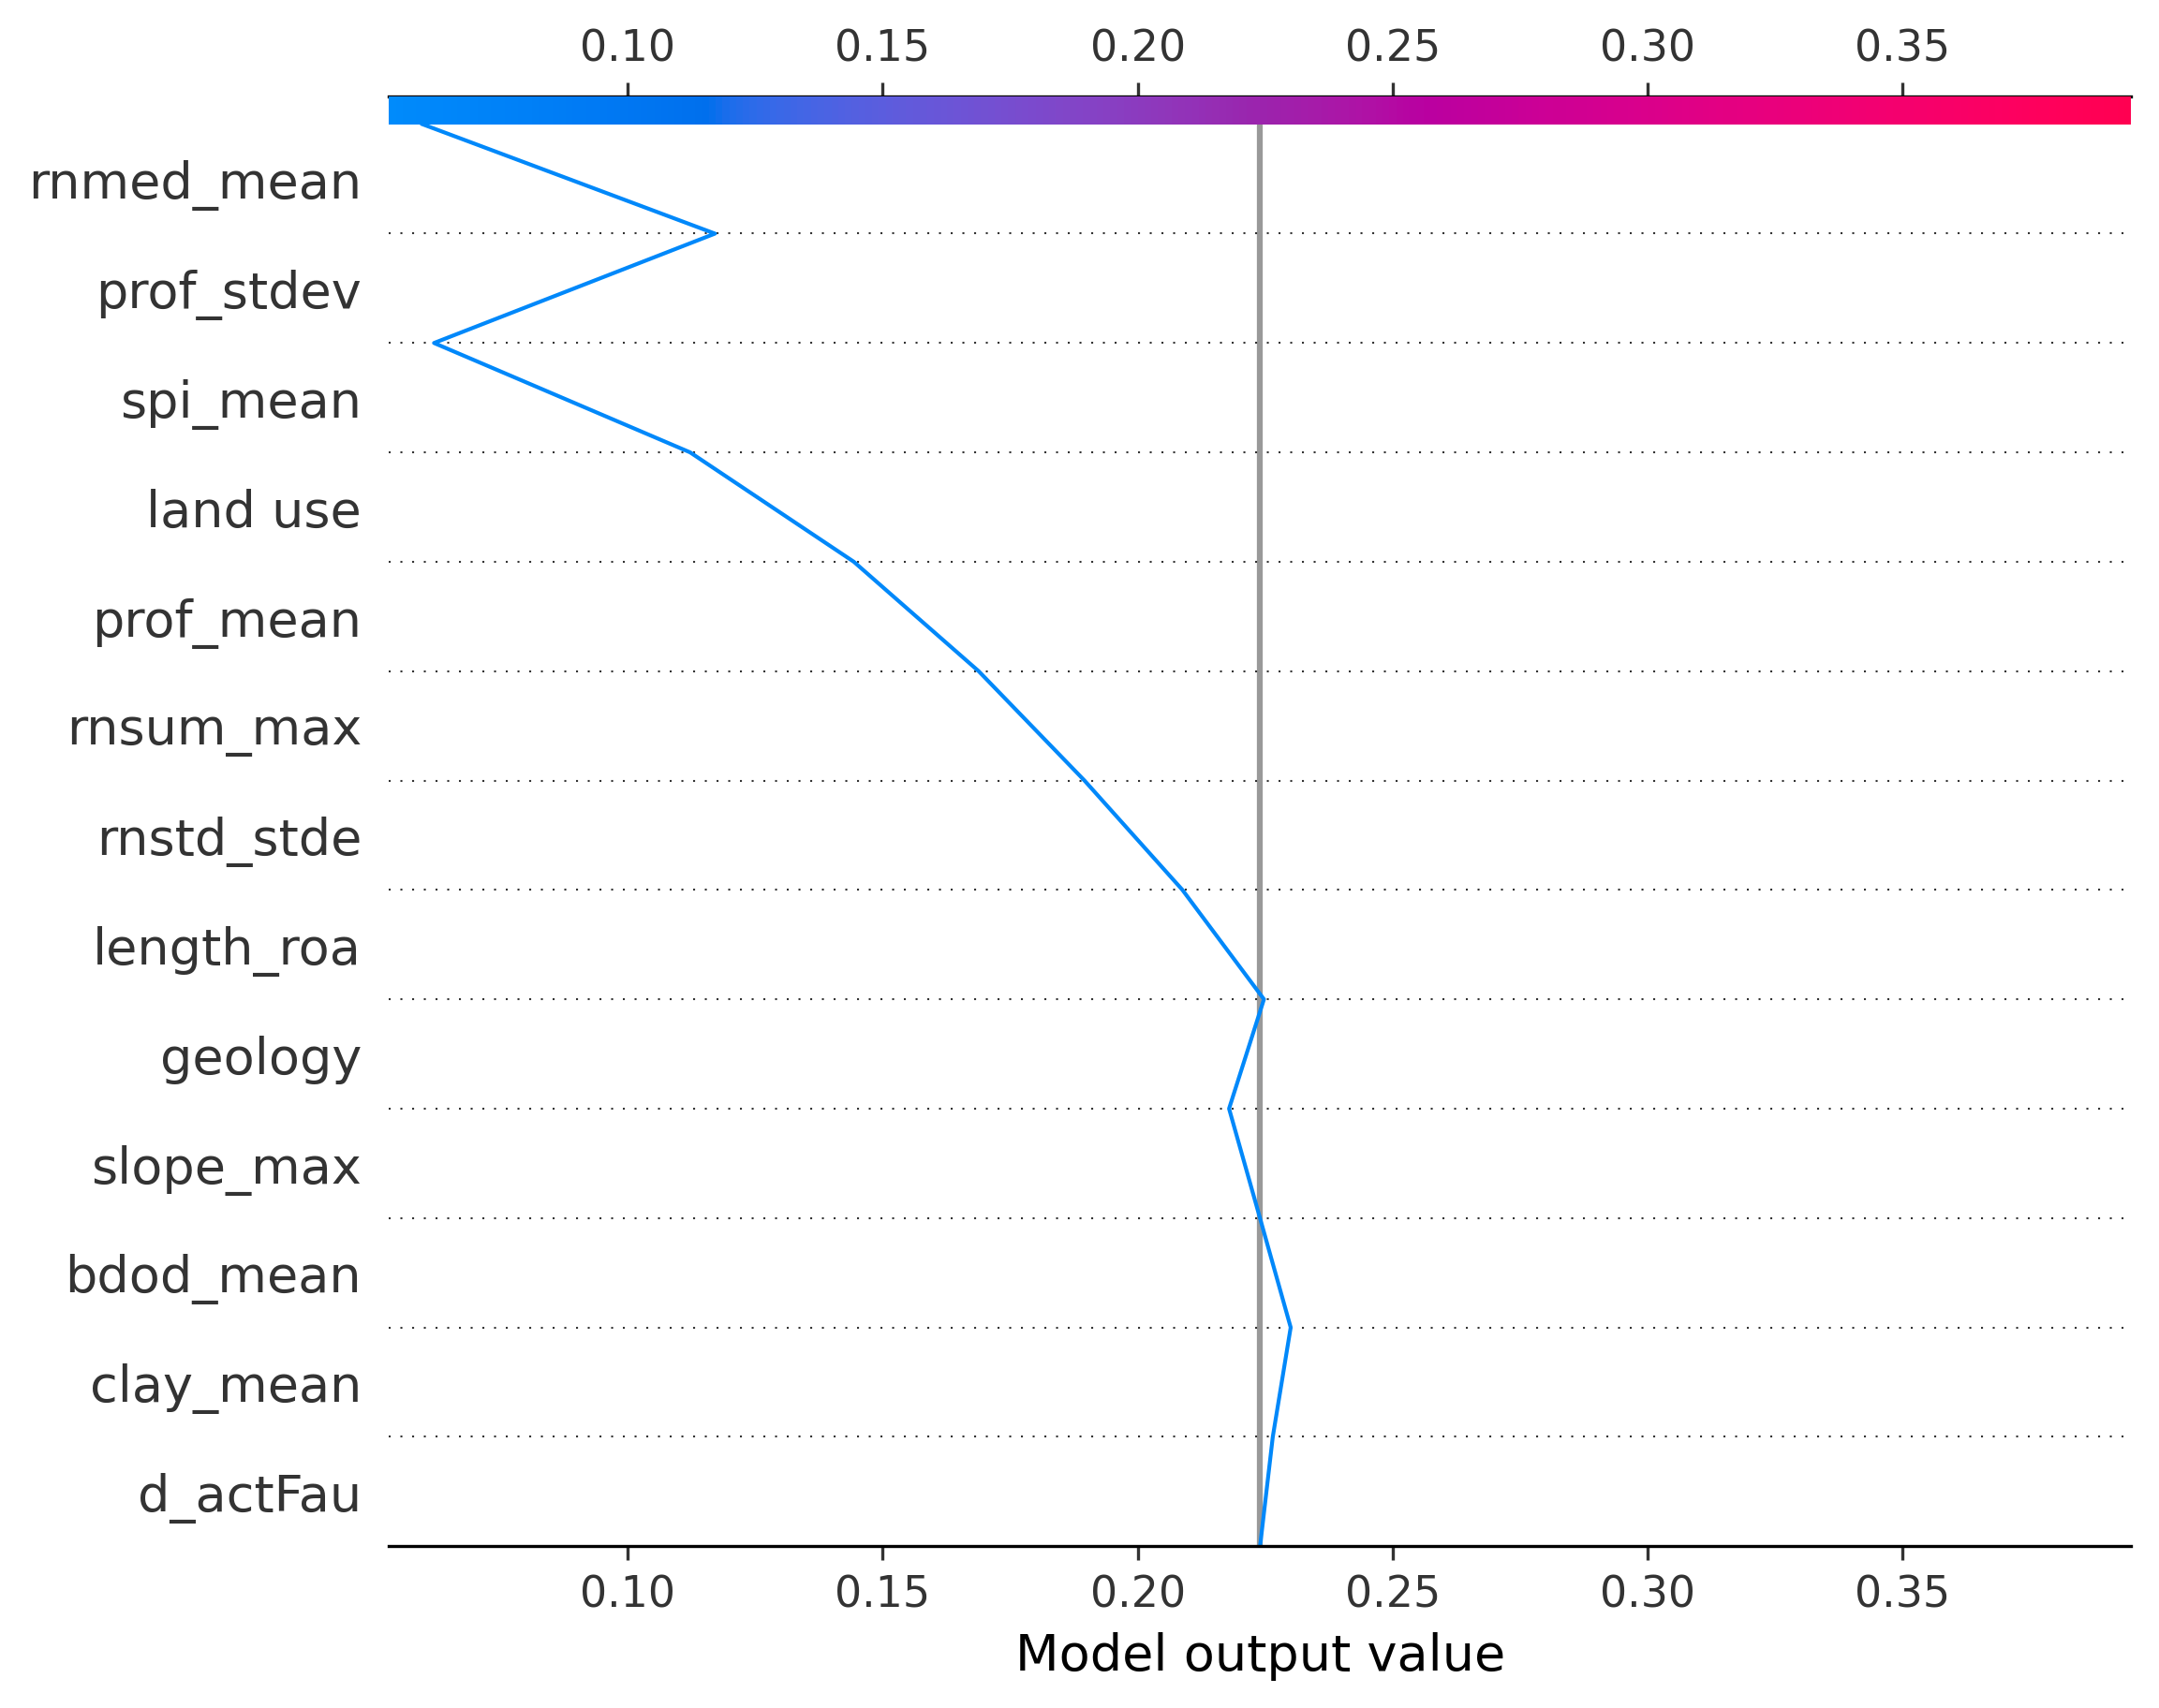 0.10 0.15 0.20 0.25 0.30 0.35
rnmed_mean
prof_stdev
spi_mean
land use
prof_mean
rnsum_max
rnstd_stde
length_roa
geology
slope_max
bdod_mean
clay_mean
d_actFau
0.10 0.15 0.20 0.25 0.30 0.35
Model output value